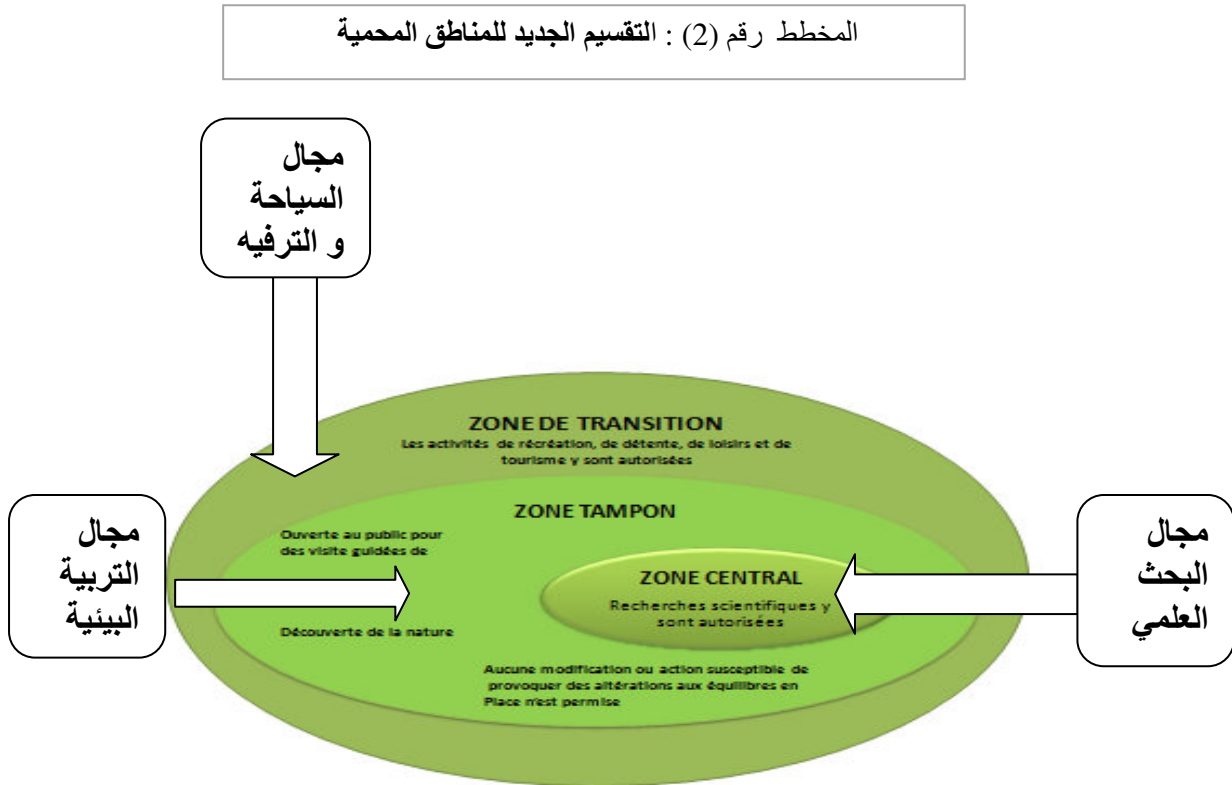 المخطط رقم (2) : التقسيم الجديد للمناطق المحمية
مجال
السياحة
و الترفيه
ZONE DE TRANSITION
Les activités de récréation, de détente, de loisirs et de
tourisme y sont autorisées
ZONE TAMPON
Ouverte au public pour
des visite guidées de
Découverte de la nature
ZONE CENTRAL
Recherches scientifiques y
sont autorisées
Aucune modification ou action susceptible de
provoquer des altérations aux équilibres en
Place n'est permise
مجال
التربية
البيئية
مجال
البحث
العلمي